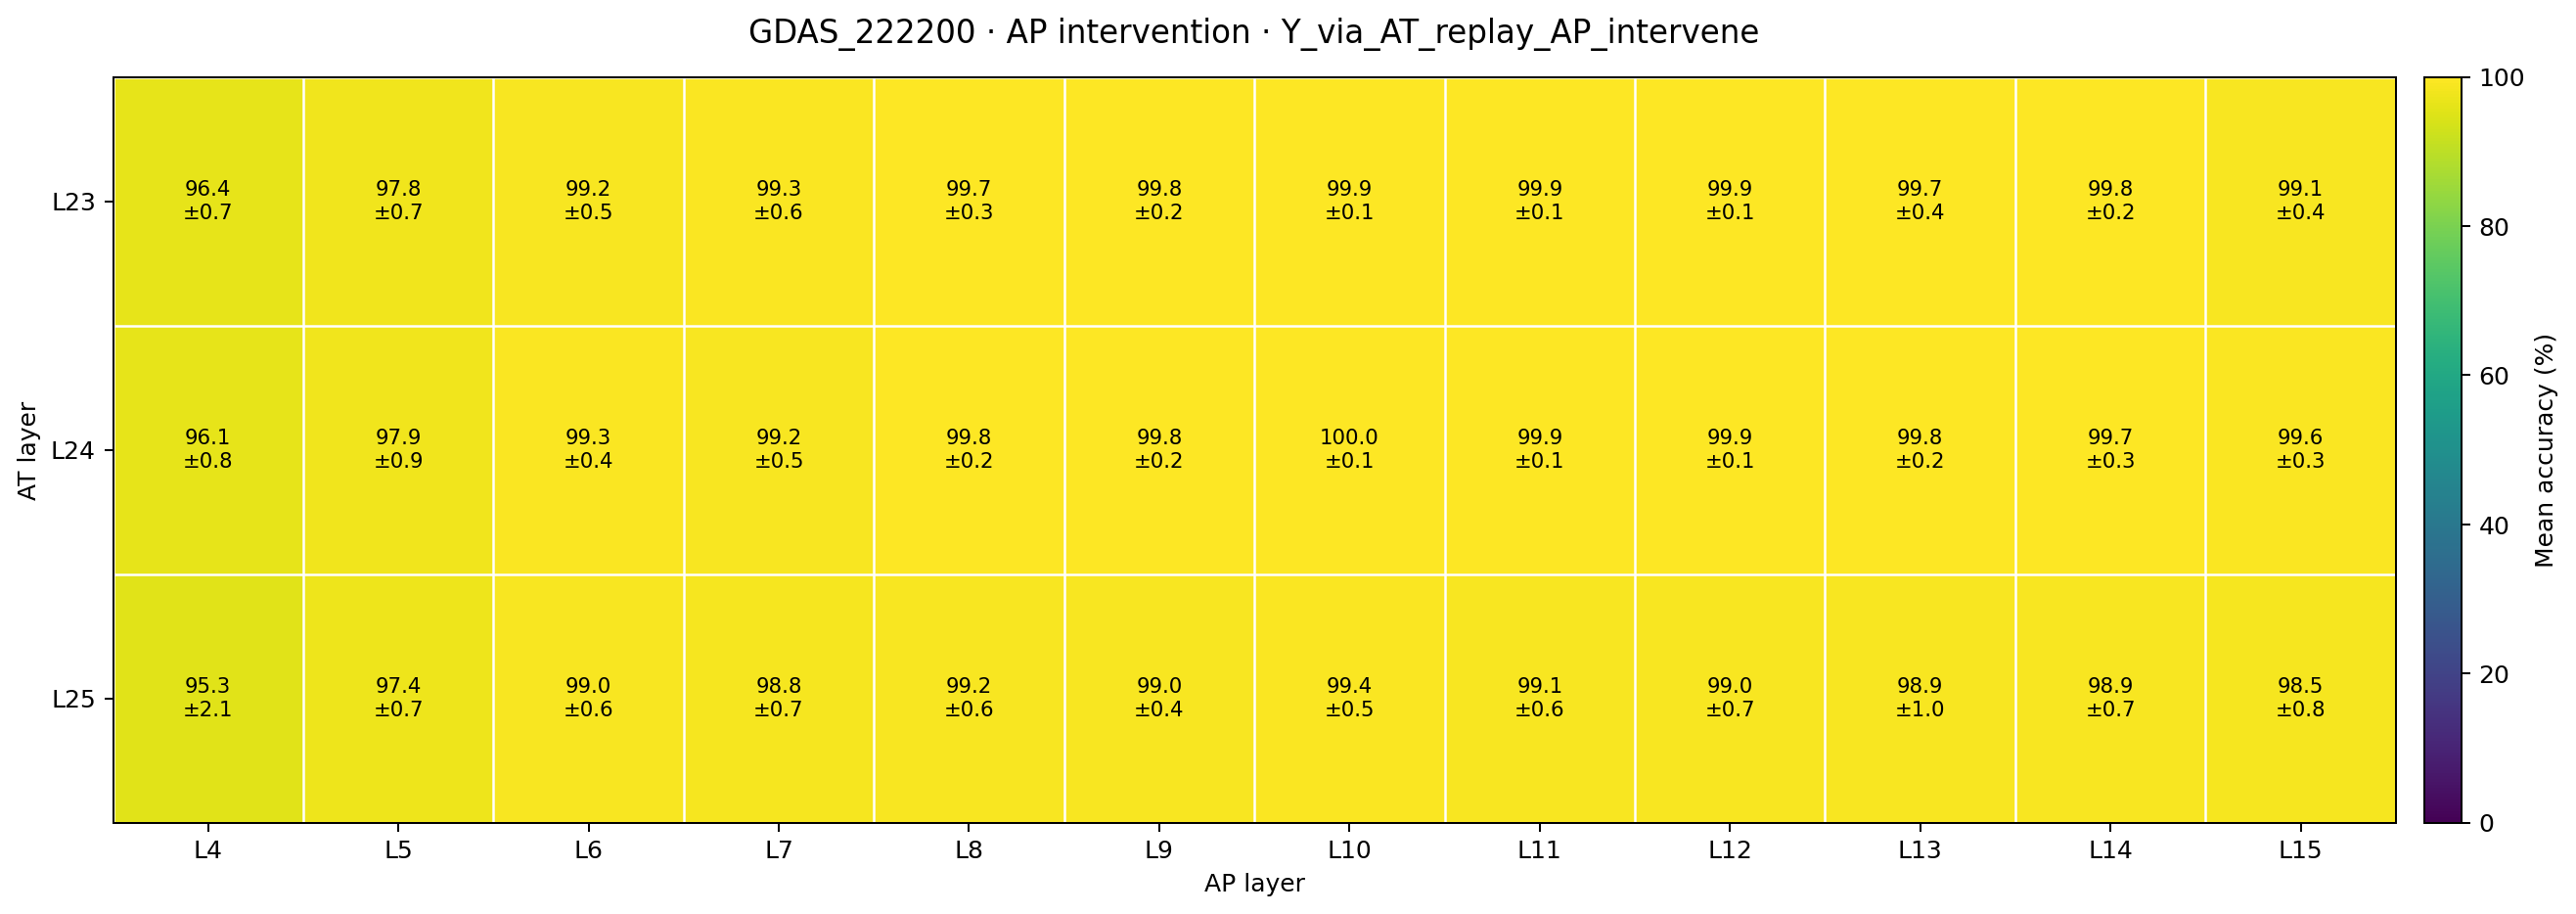 GDAS_222200 · AP intervention · Y_via_AT_replay_AP_intervene
AT layer
L23
96.4 97.8 99.2 99.3 99.7 99.8 99.9 99.9 99.9 99.7 99.8 99.1
±0.7 ±0.7 ±0.5 ±0.6 ±0.3 ±0.2 ±0.1 ±0.1 ±0.1 ±0.4 ±0.2 ±0.4
L24
96.1 97.9 99.3 99.2 99.8 99.8 100.0 99.9 99.9 99.8 99.7 99.6
±0.8 ±0.9 ±0.4 ±0.5 ±0.2 ±0.2 ±0.1 ±0.1 ±0.1 ±0.2 ±0.3 ±0.3
L25
95.3 97.4 99.0 98.8 99.2 99.0 99.4 99.1 99.0 98.9 98.9 98.5
±2.1 ±0.7 ±0.6 ±0.7 ±0.6 ±0.4 ±0.5 ±0.6 ±0.7 ±1.0 ±0.7 ±0.8
L4 L5 L6 L7 L8 L9 L10 L11 L12 L13 L14 L15
AP layer
100
80
60
40
20
0
Mean accuracy (%)